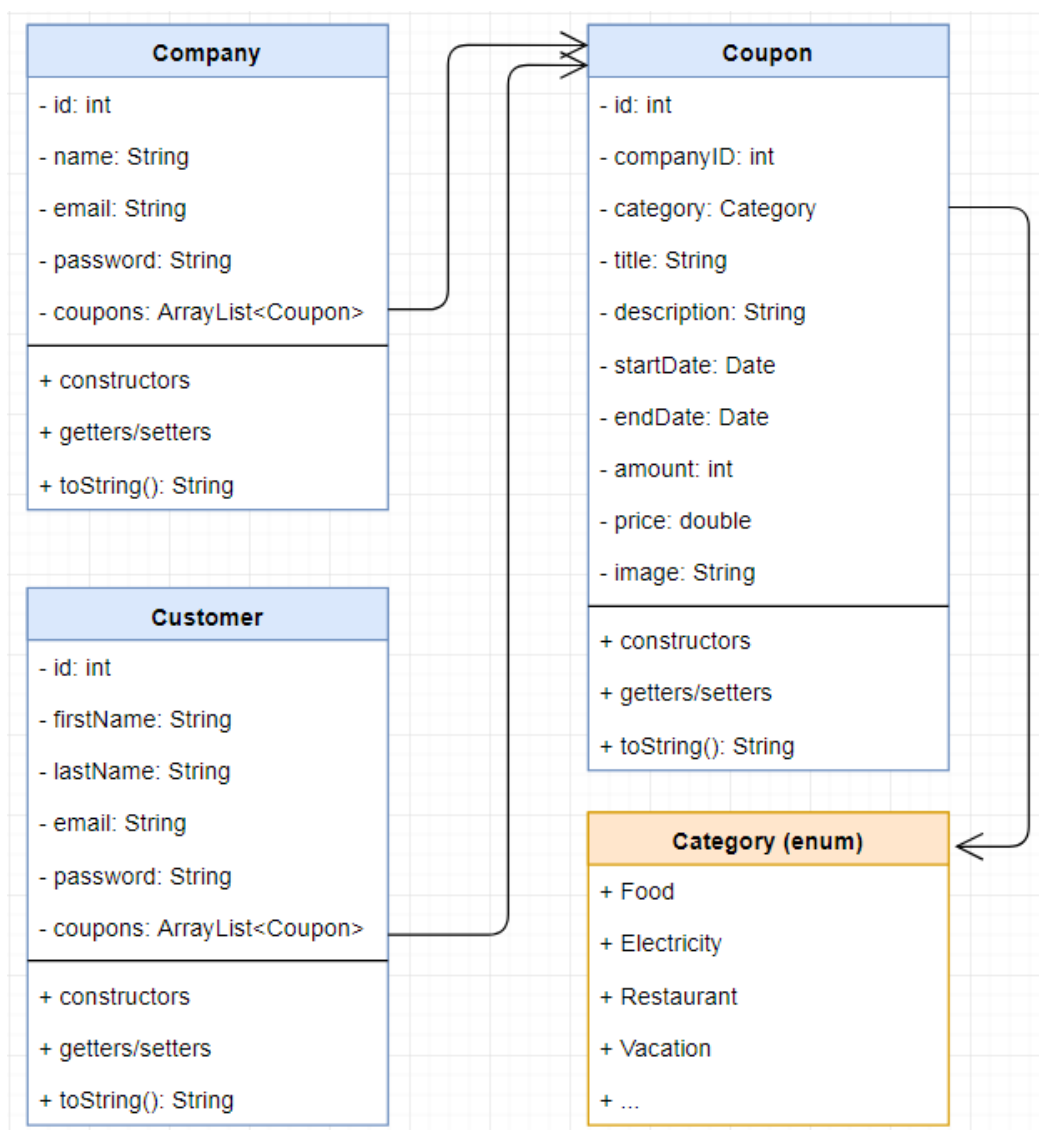 Company
- id: int
- name: String
- email: String
- password: String
- coupons: ArrayList<Coupon>
+ constructors
+ getters/setters
+ toString(): String
Customer
- id: int
- firstName: String
- lastName: String
- email: String
- password: String
- coupons: ArrayList<Coupon>
+ constructors
+ getters/setters
+ toString(): String
Coupon
- id: int
- companyID: int
- category: Category
- title: String
- description: String
- startDate: Date
- endDate: Date
- amount: int
- price: double
- image: String
+ constructors
+ getters/setters
+ toString(): String
Category (enum)
+ Food
+ Electricity
+ Restaurant
+ Vacation
+ ...